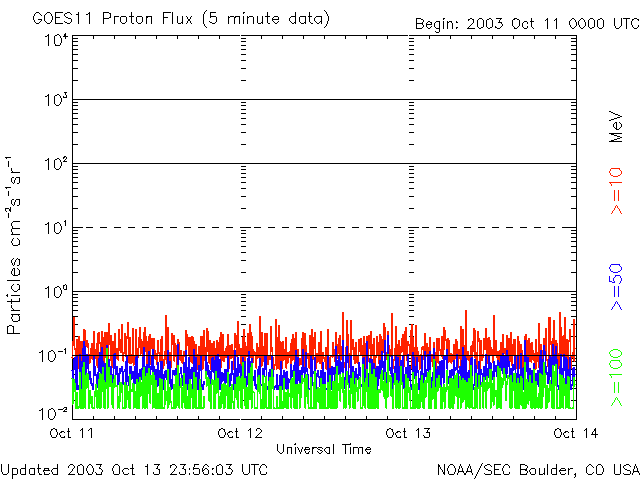 GOES11 Proton Flux (5 minute data)
Begin: 2003 Oct 11 0000 UTC
Particles cm⁻²s⁻¹sr⁻¹
10⁴
10³
10²
10¹
10⁰
10⁻¹
10⁻²
Oct 11
Oct 12
Oct 13
Oct 14
Universal Time
MeV
>=10
>=50
>=100
Updated 2003 Oct 13 23:56:03 UTC
NOAA/SEC Boulder, CO USA